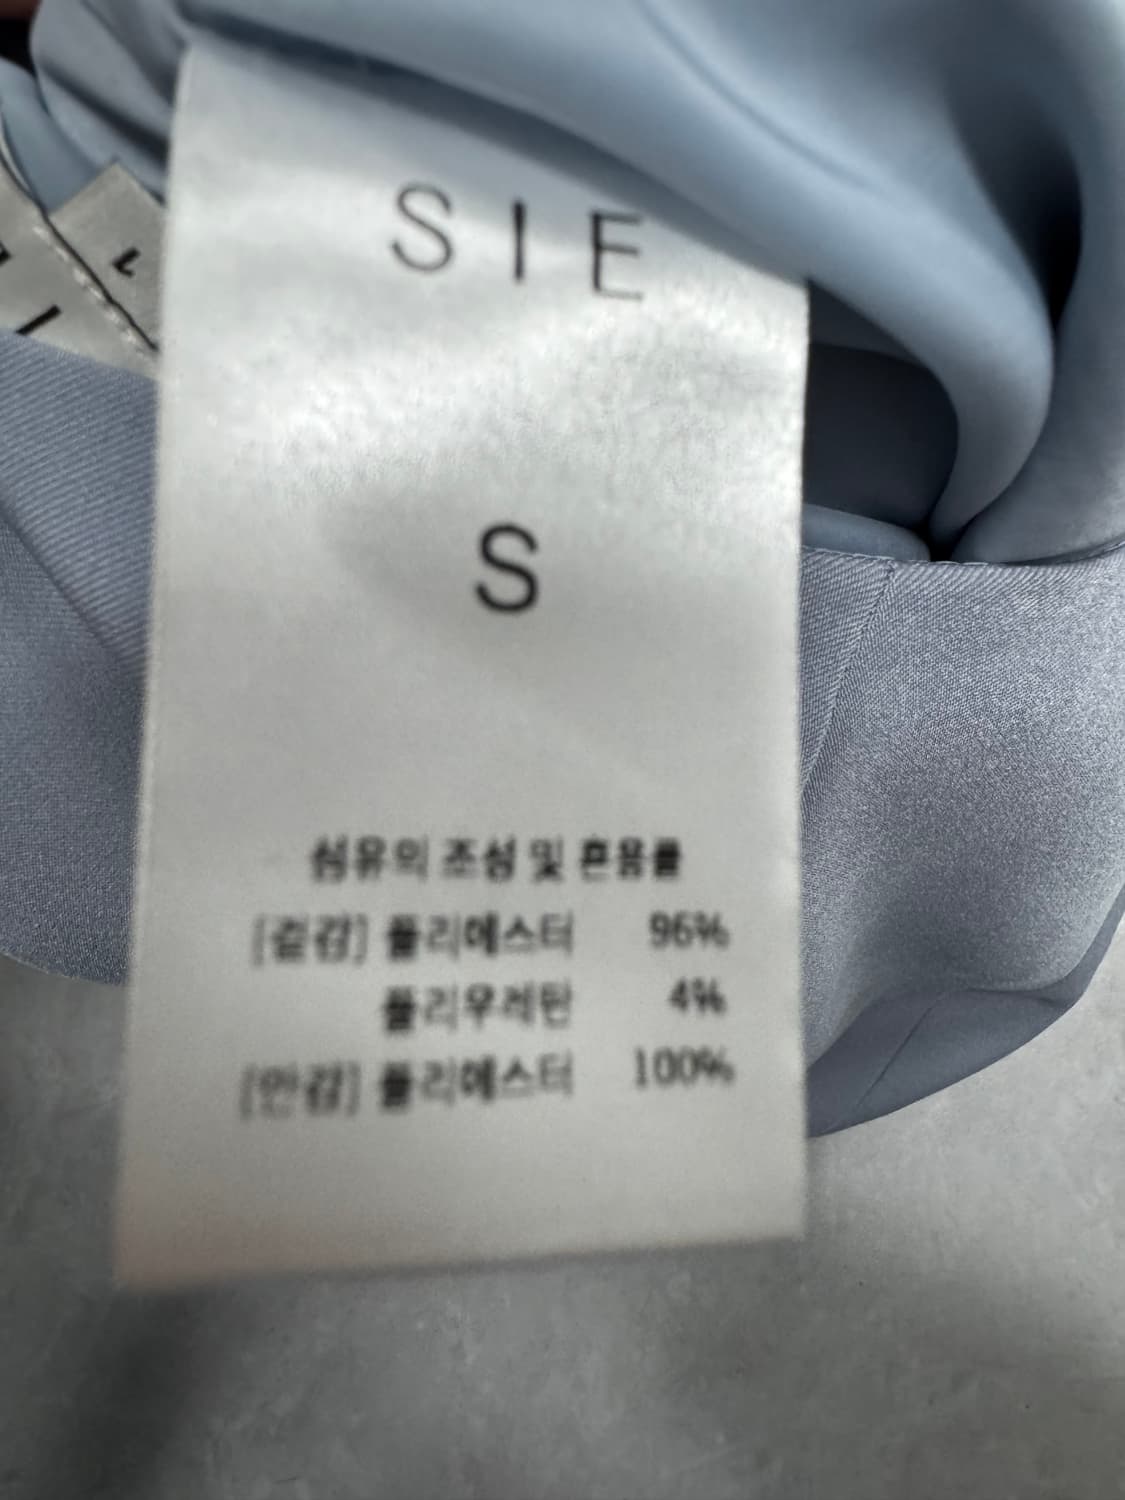 SIE
S
섬유의 조성 및 혼용률
[겉감] 폴리에스터 96%
폴리우레탄 4%
[안감] 폴리에스터 100%